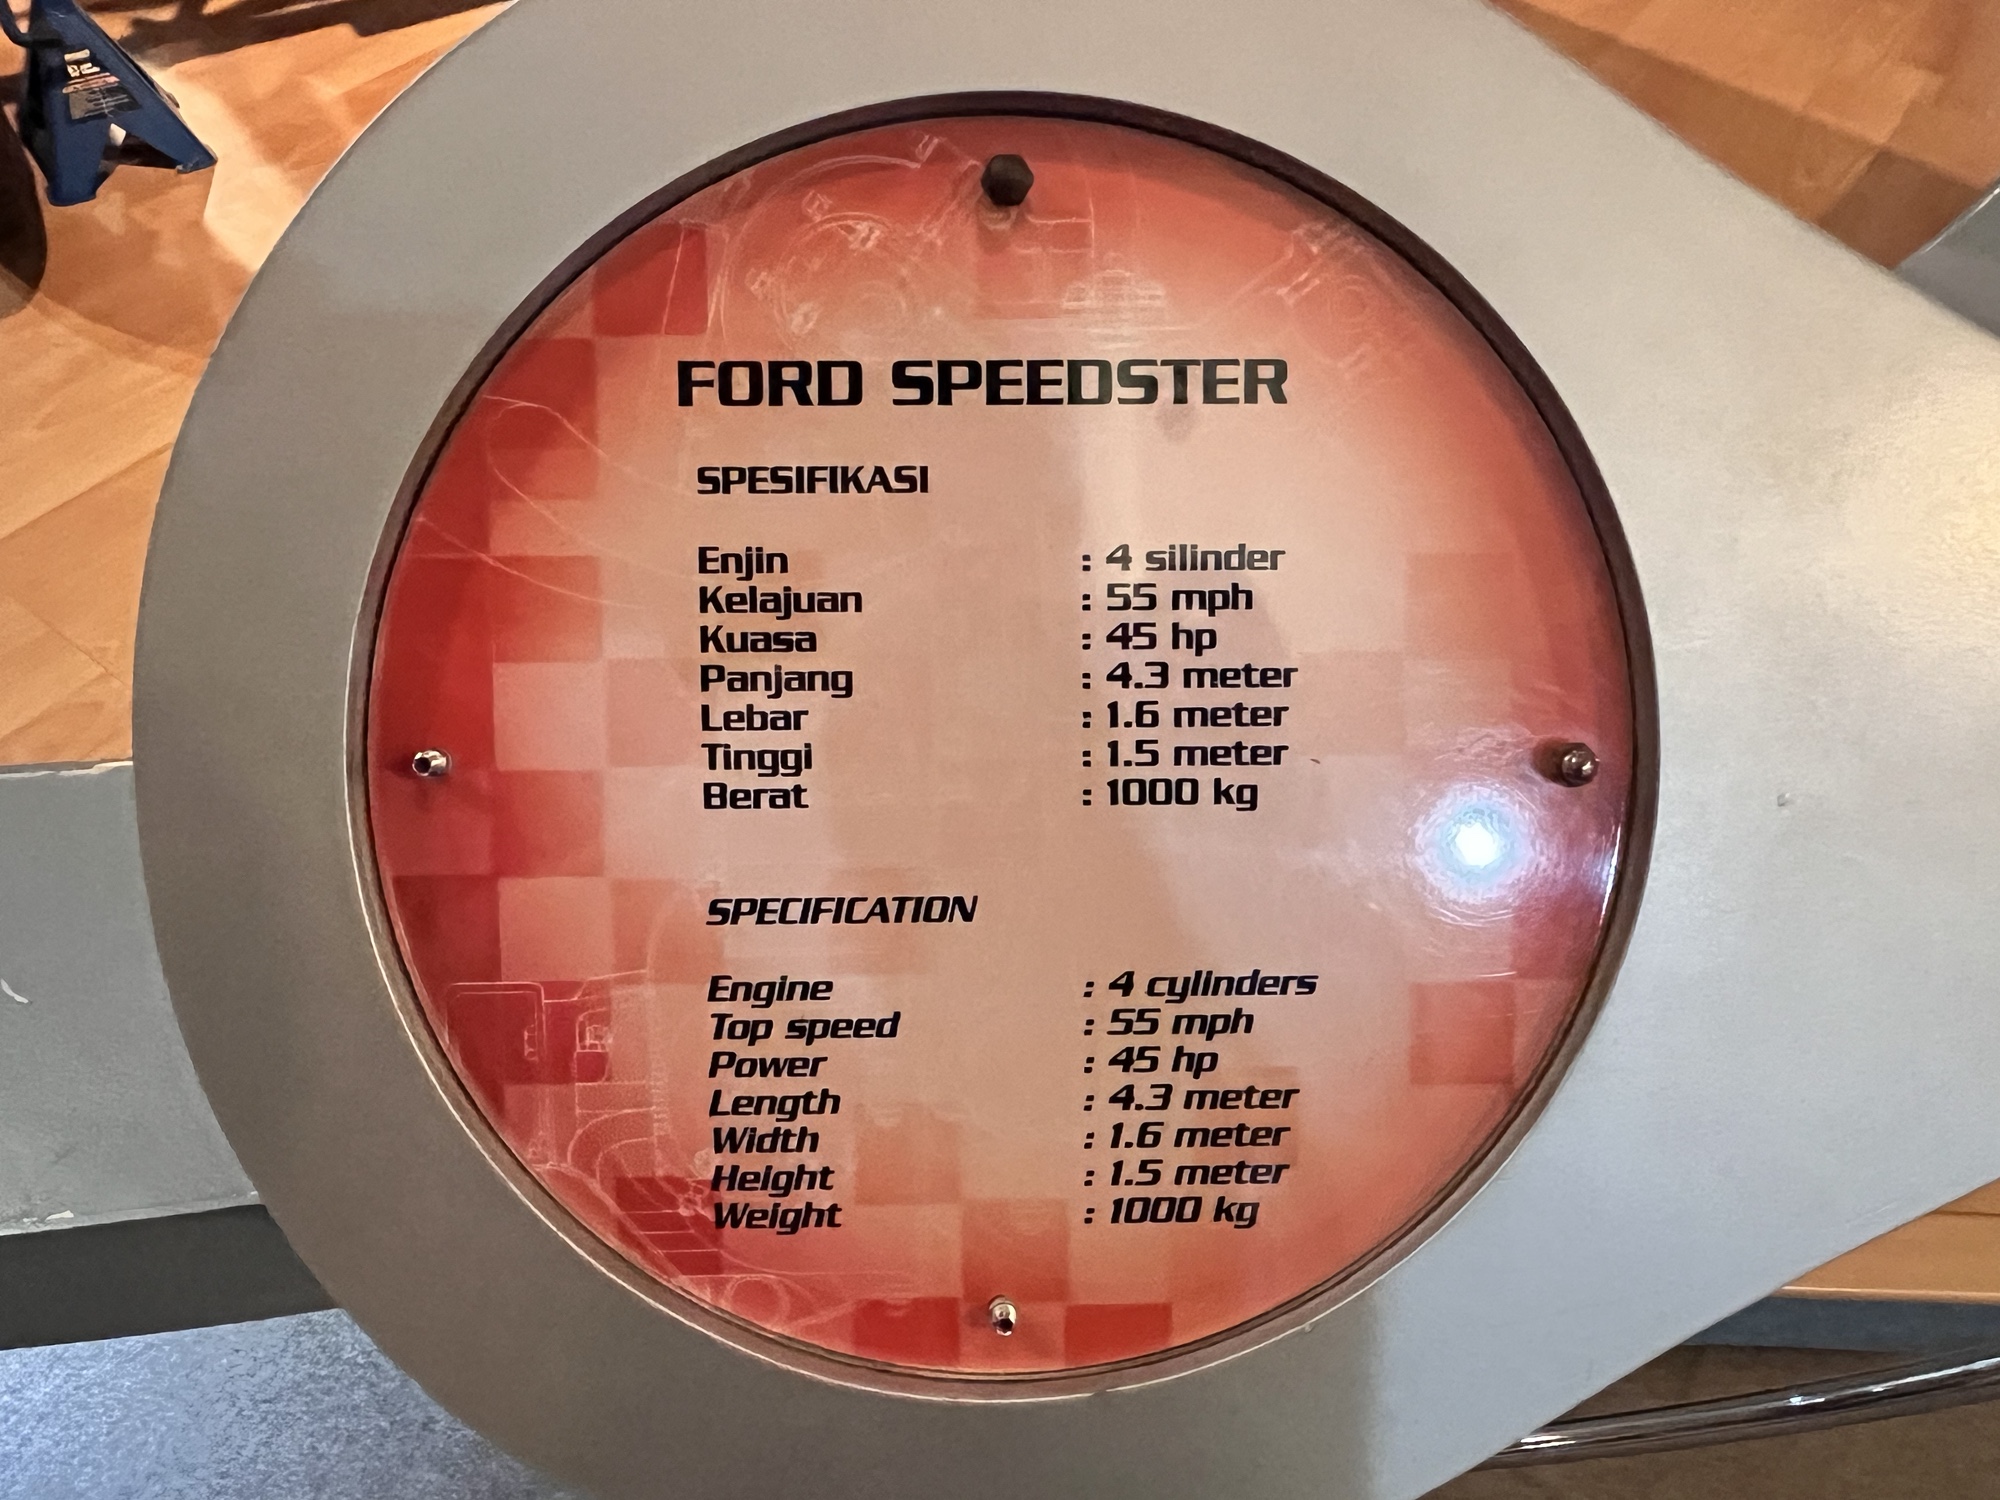 FORD SPEEDSTER
SPESIFIKASI
Enjin : 4 silinder
Kelajuan : 55 mph
Kuasa : 45 hp
Panjang : 4.3 meter
Lebar : 1.6 meter
Tinggi : 1.5 meter
Berat : 1000 kg
SPECIFICATION
Engine : 4 cylinders
Top speed : 55 mph
Power : 45 hp
Length : 4.3 meter
Width : 1.6 meter
Height : 1.5 meter
Weight : 1000 kg